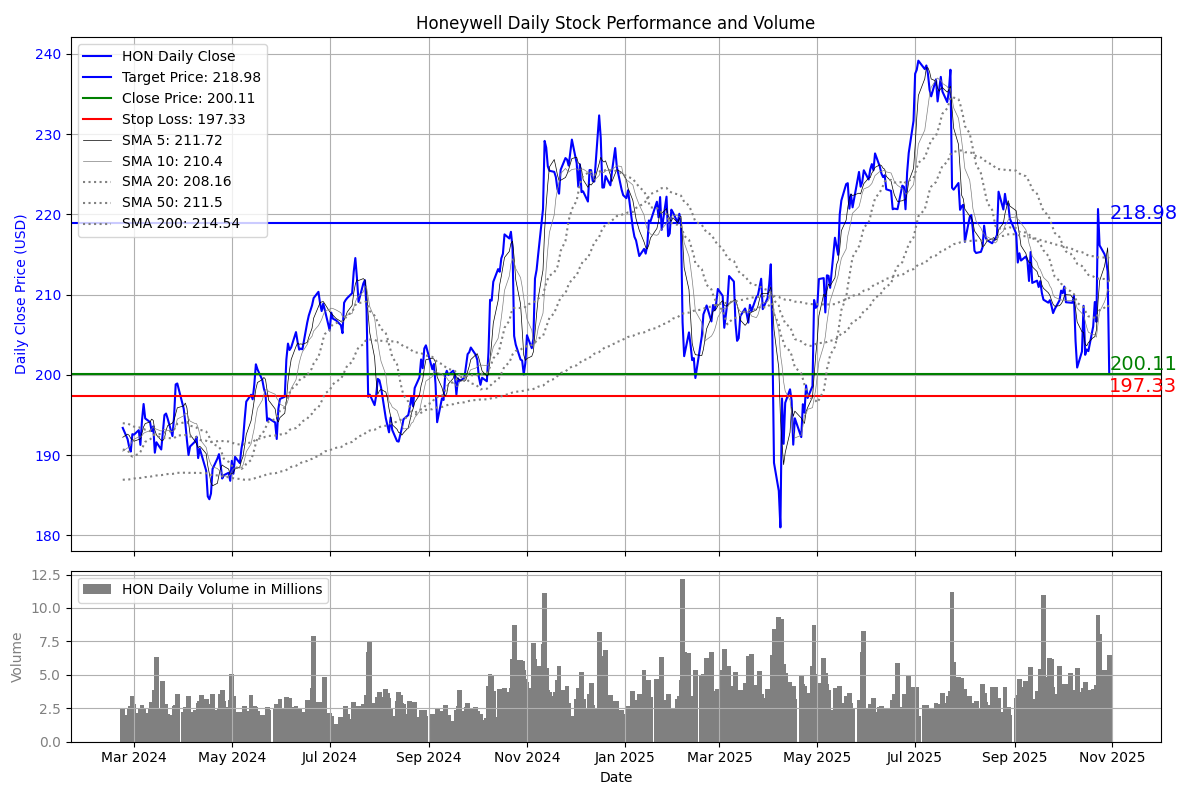 Honeywell Daily Stock Performance and Volume
240
230
220
210
200
190
180
Daily Close Price (USD)
HON Daily Close
Target Price: 218.98
Close Price: 200.11
Stop Loss: 197.33
SMA 5: 211.72
SMA 10: 210.4
SMA 20: 208.16
SMA 50: 211.5
SMA 200: 214.54
218.98
200.11
197.33
12.5
10.0
7.5
5.0
2.5
0.0
Volume
HON Daily Volume in Millions
Mar 2024 May 2024 Jul 2024 Sep 2024 Nov 2024 Jan 2025 Mar 2025 May 2025 Jul 2025 Sep 2025 Nov 2025
Date